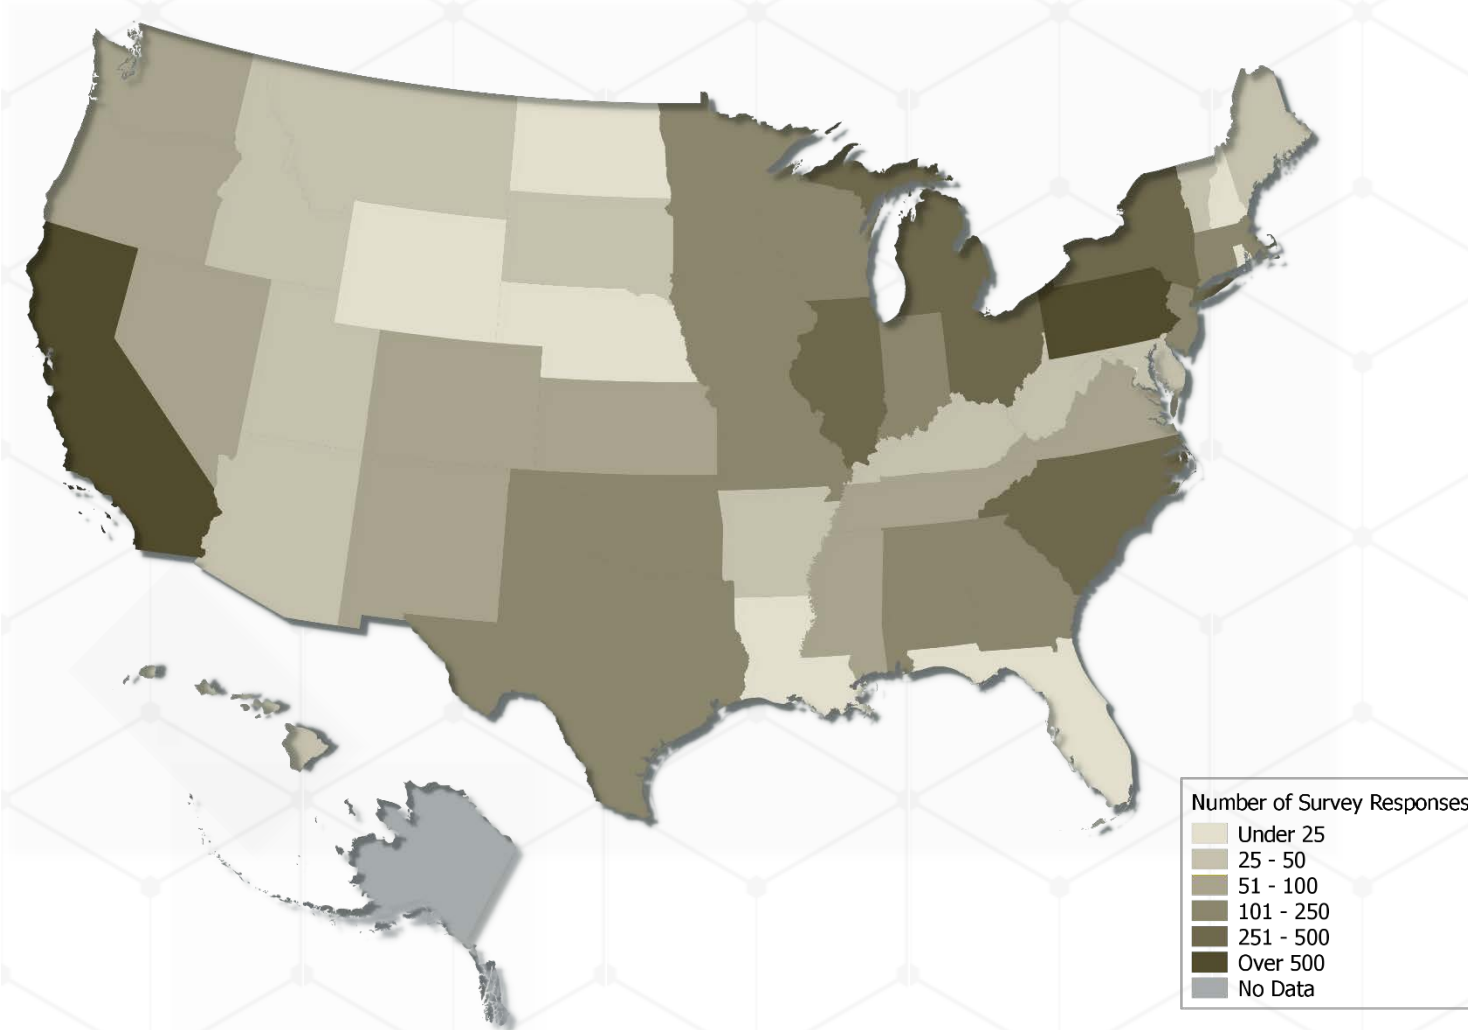 Number of Survey Responses
Under 25
25 - 50
51 - 100
101 - 250
251 - 500
Over 500
No Data